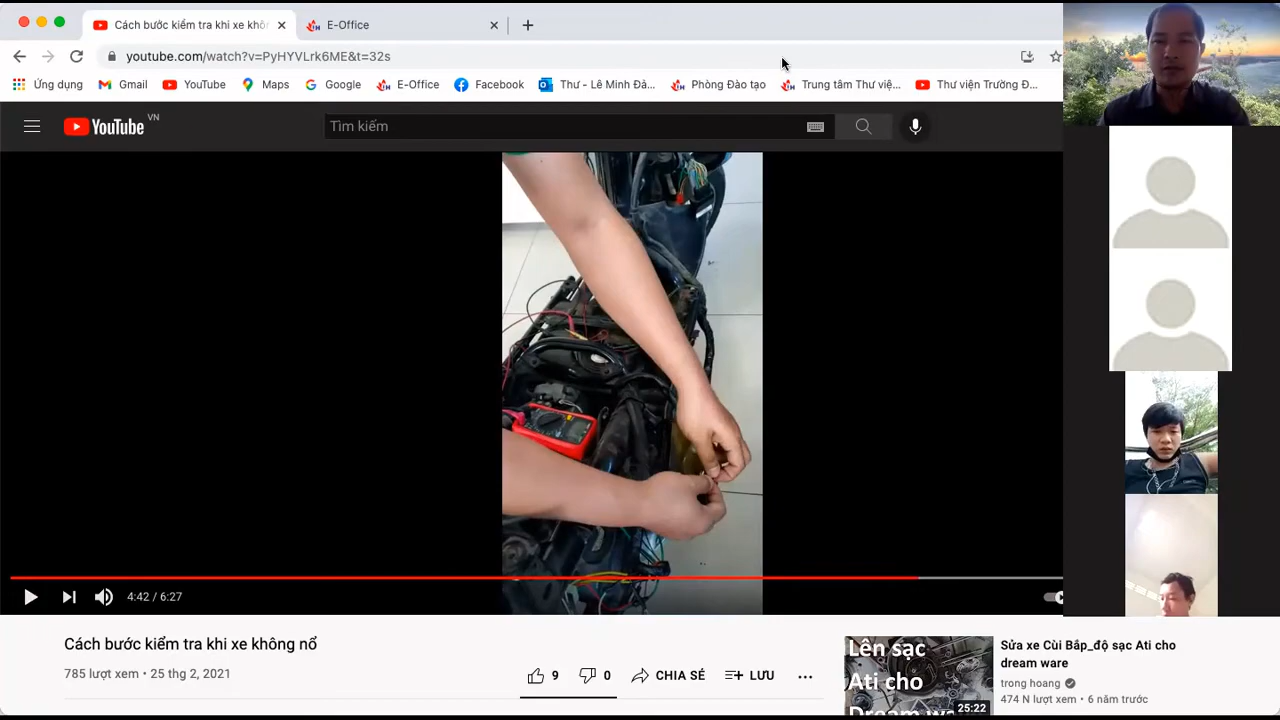 Cách bước kiểm tra khi xe khôn
E-Office
youtube.com/watch?v=PyHYVLrk6ME&t=32s
Ứng dụng
Gmail
YouTube
Maps
Google
E-Office
Facebook
Thư - Lê Minh Đả...
Phòng Đào tạo
Trung tâm Thư việ...
Thư viện Trường Đ...
YouTube VN
Tìm kiếm
4:42 / 6:27
Cách bước kiểm tra khi xe không nổ
785 lượt xem • 25 thg 2, 2021
9
0
CHIA SẺ
LƯU
Lên sạc
Ati cho
25:22
Sửa xe Cùi Bắp_độ sạc Ati cho
dream ware
trong hoang
474 N lượt xem • 6 năm trước